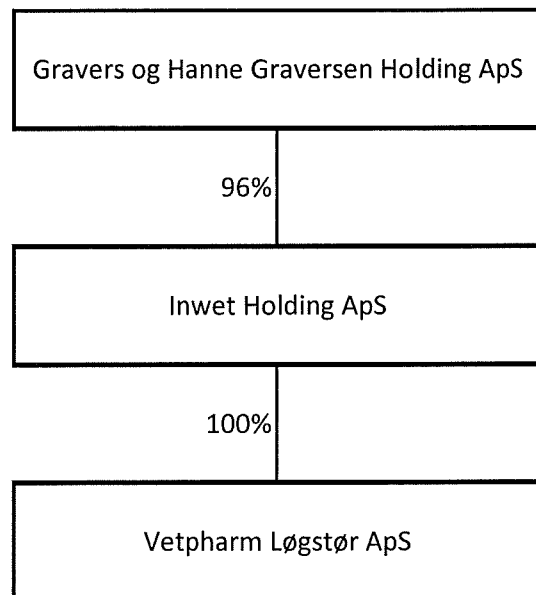 Gravers og Hanne Graversen Holding ApS
96%
Inwet Holding ApS
100%
Vetpharm Løgstør ApS